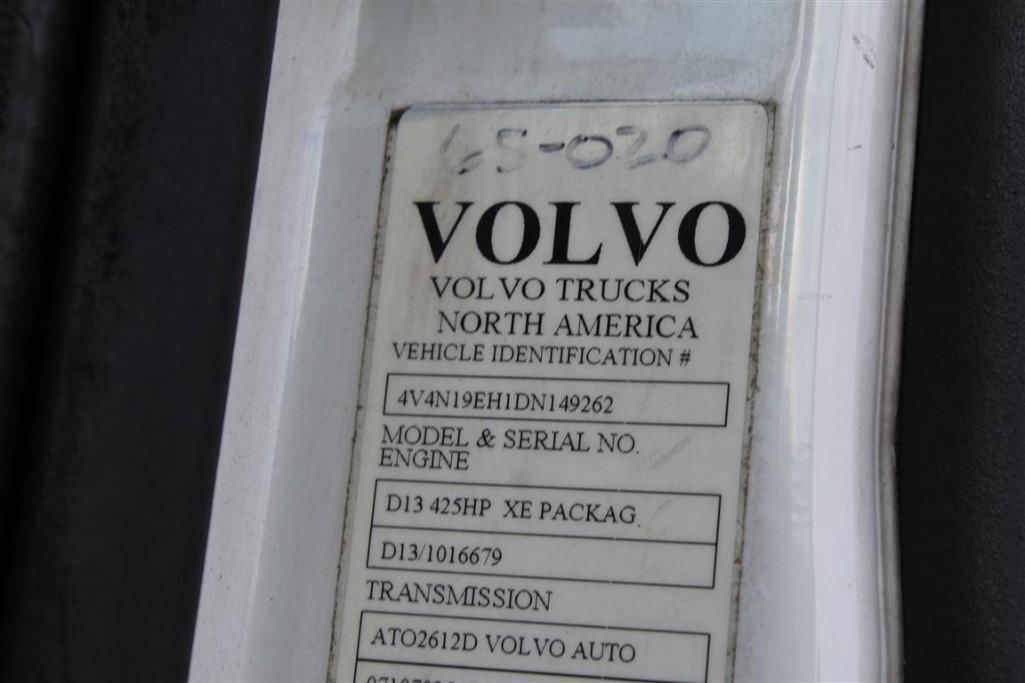 65-020
VOLVO
VOLVO TRUCKS
NORTH AMERICA
VEHICLE IDENTIFICATION #
4V4N19EH1DN149262
MODEL & SERIAL NO.
ENGINE
D13 425HP XE PACKAG
D13/1016679
TRANSMISSION
ATO2612D VOLVO AUTO